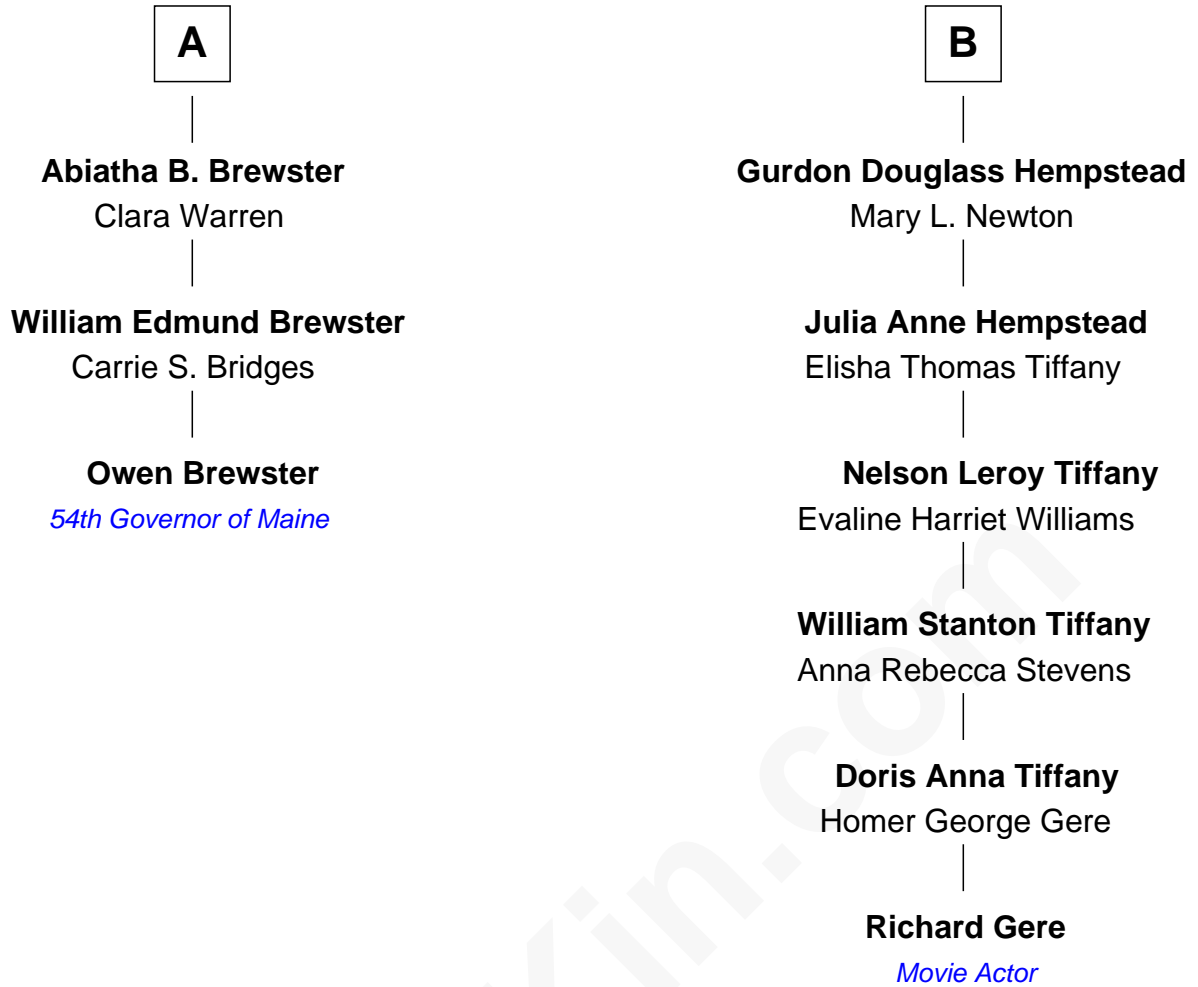 A
Abiatha B. Brewster
Clara Warren
William Edmund Brewster
Carrie S. Bridges
Owen Brewster
54th Governor of Maine
B
Gurdon Douglass Hempstead
Mary L. Newton
Julia Anne Hempstead
Elisha Thomas Tiffany
Nelson Leroy Tiffany
Evaline Harriet Williams
William Stanton Tiffany
Anna Rebecca Stevens
Doris Anna Tiffany
Homer George Gere
Richard Gere
Movie Actor
Kin.com